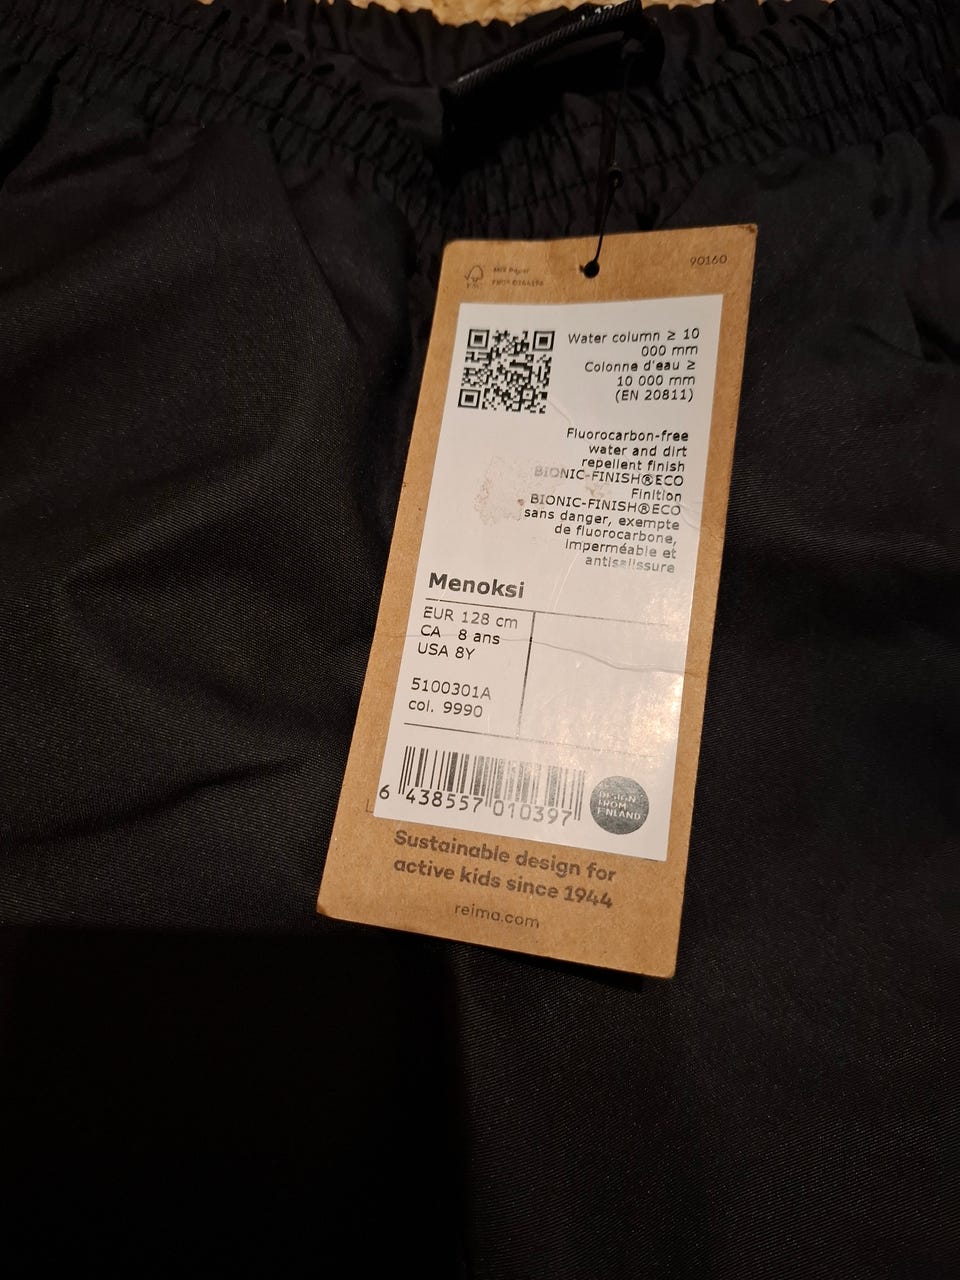 90160
Water column ≥ 10
000 mm
Colonne d'eau ≥
10 000 mm
(EN 20811)
Fluorocarbon-free
water and dirt
repellent finish
BIONIC-FINISH®ECO
Finition
BIONIC-FINISH®ECO
sans danger, exempte
de fluorocarbone,
imperméable et
antisalissure
Menoksi
EUR 128 cm
CA 8 ans
USA 8Y
5100301A
col. 9990
6 438557 010397
DESIGN
FROM
FINLAND
Sustainable design for
active kids since 1944
reima.com